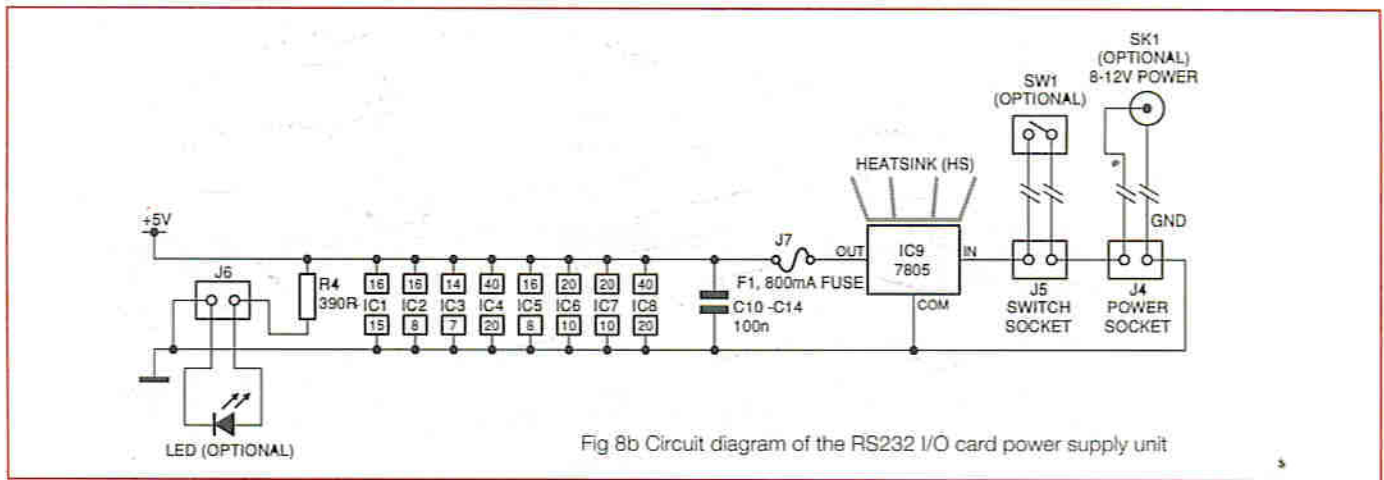 SK1
(OPTIONAL)
8-12V POWER
SW1
(OPTIONAL)
HEATSINK (HS)
+5V
GND
J7
OUT
IC9
7805
IN
J6
R4
390R
16
16
14
40
16
20
20
40
F1, 800mA FUSE
IC1
IC2
IC3
IC4
IC5
IC6
IC7
IC8
C10 -C14
100n
COM
J5
SWITCH
SOCKET
J4
POWER
SOCKET
15
8
7
20
8
10
10
20
LED (OPTIONAL)
Fig 8b Circuit diagram of the RS232 I/O card power supply unit